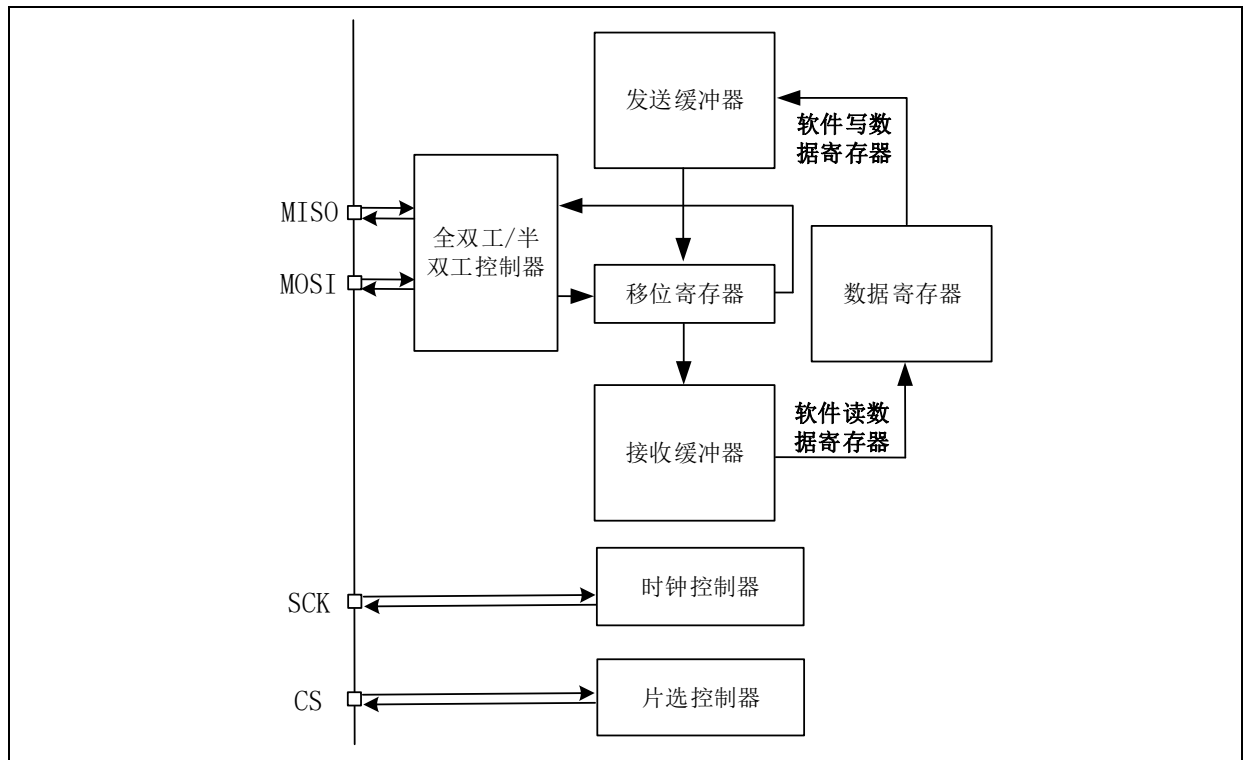 发送缓冲器
软件写数
据寄存器
MISO
全双工/半
双工控制器
MOSI
移位寄存器
数据寄存器
软件读数
据寄存器
接收缓冲器
SCK
时钟控制器
CS
片选控制器